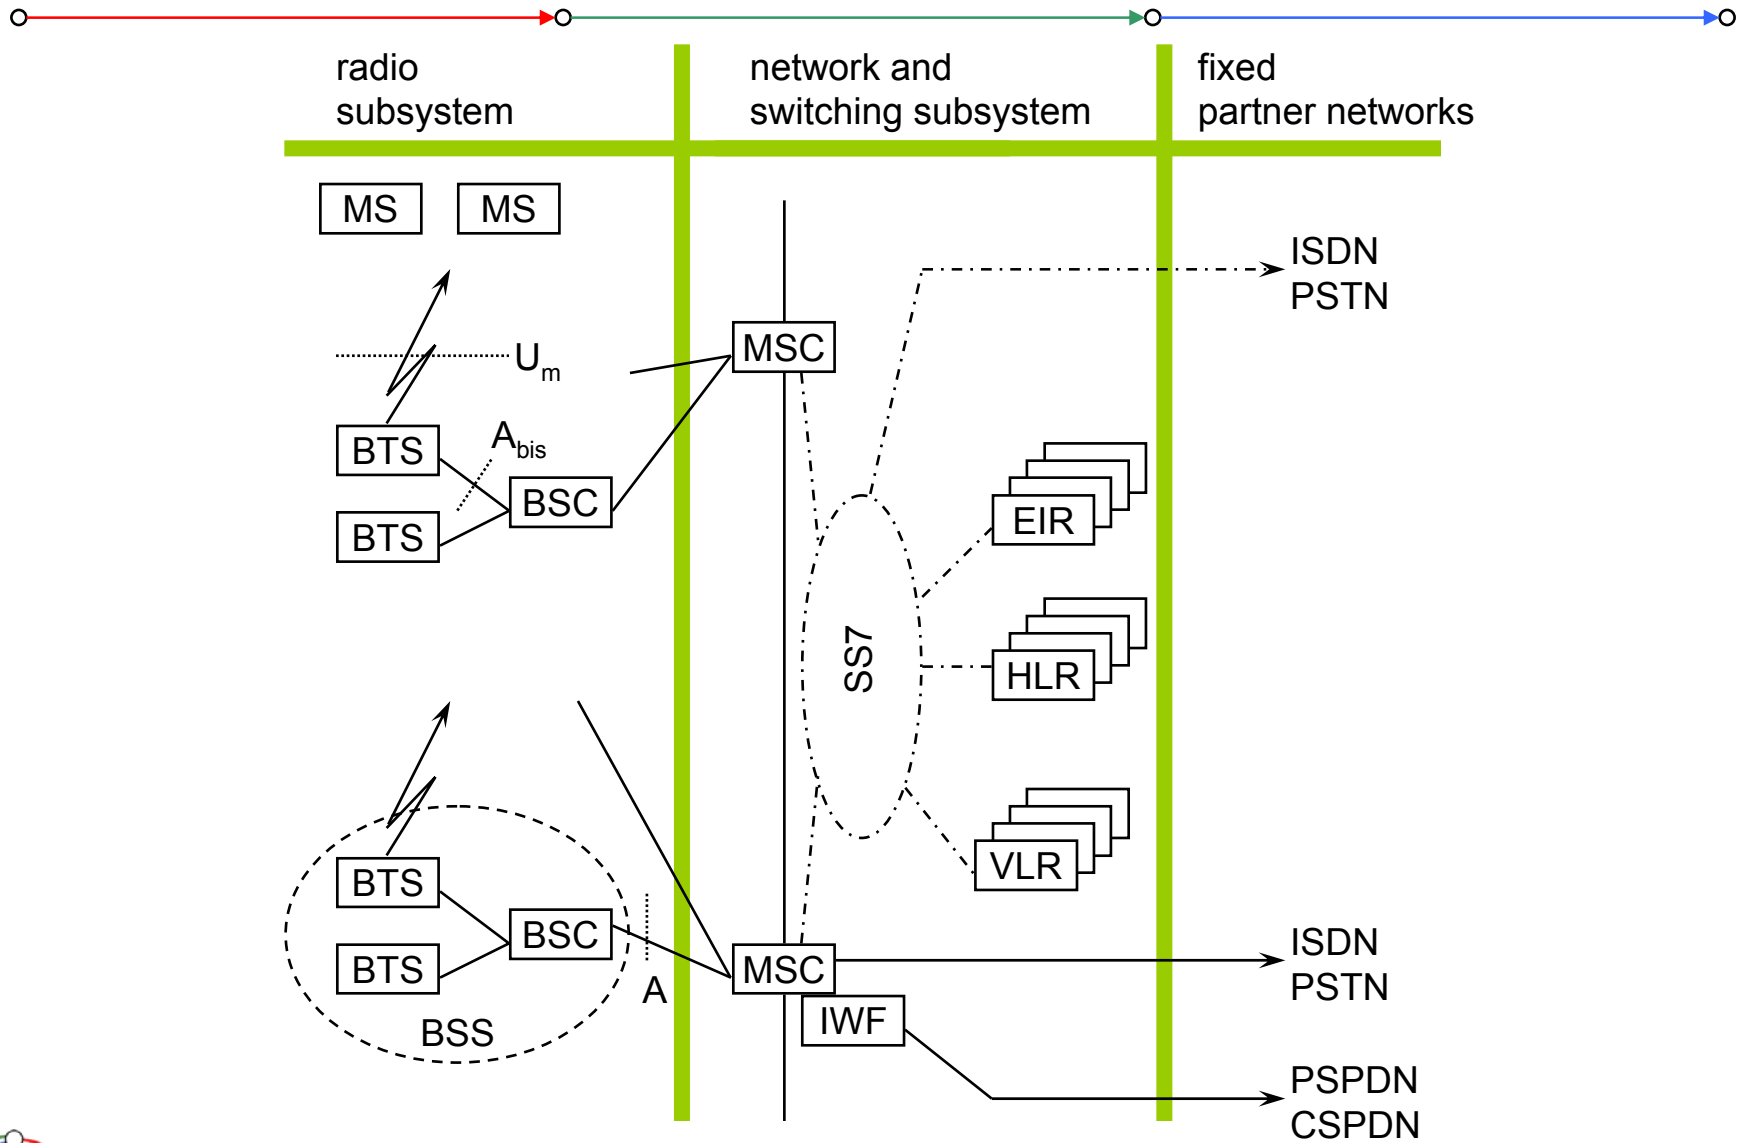 radio
subsystem
network and
switching subsystem
fixed
partner networks
MS
MS
ISDN
PSTN
MSC
Um
Abis
BTS
BSC
BTS
EIR
SS7
HLR
VLR
BTS
BSC
BTS
A
BSS
MSC
IWF
ISDN
PSTN
PSPDN
CSPDN